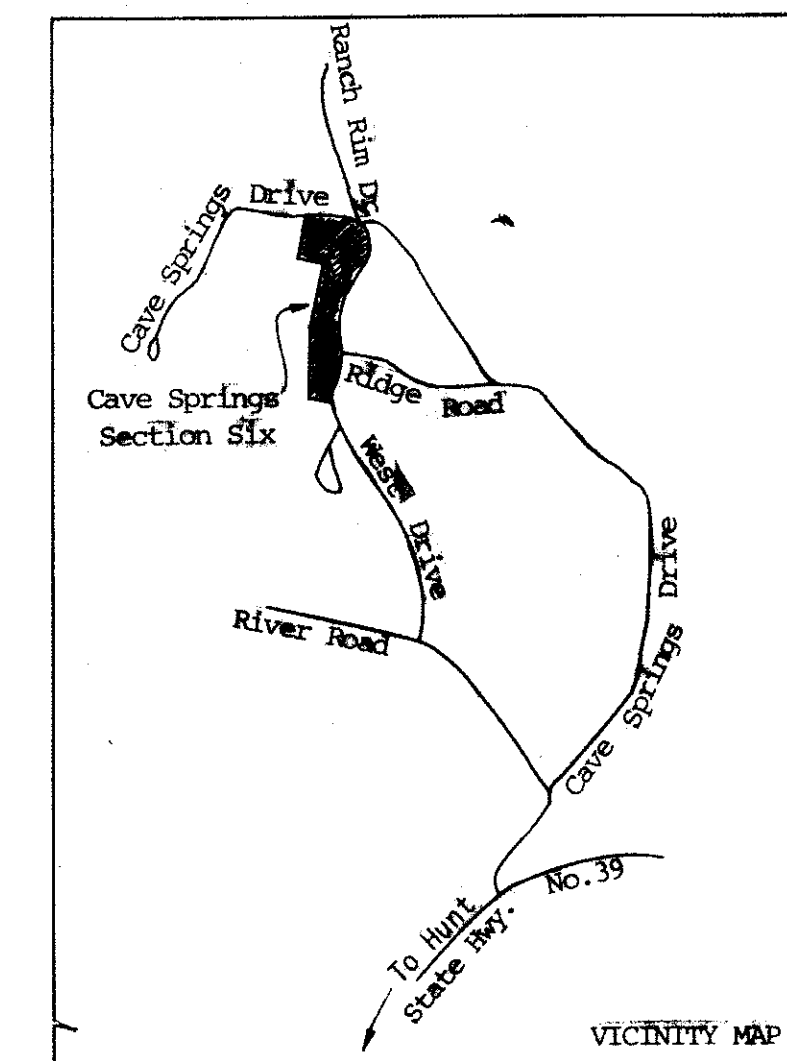 Ranch Rim Dr.
Cave Springs Drive
Cave Springs
Section Six
Ridge Road
West Drive
River Road
Cave Springs Drive
To Hunt
State Hwy. No.39
VICINITY MAP